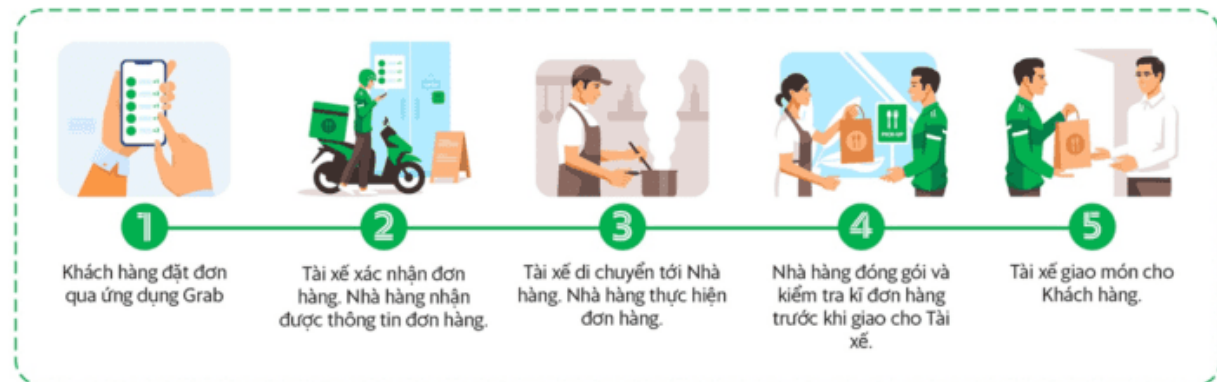 PICK-UP
1
2
3
4
5
Khách hàng đặt đơn
qua ứng dụng Grab
Tài xế xác nhận đơn
hàng. Nhà hàng nhận
được thông tin đơn hàng.
Tài xế di chuyển tới Nhà
hàng. Nhà hàng thực hiện
đơn hàng.
Nhà hàng đóng gói và
kiểm tra kĩ đơn hàng
trước khi giao cho Tài
xế.
Tài xế giao món cho
Khách hàng.